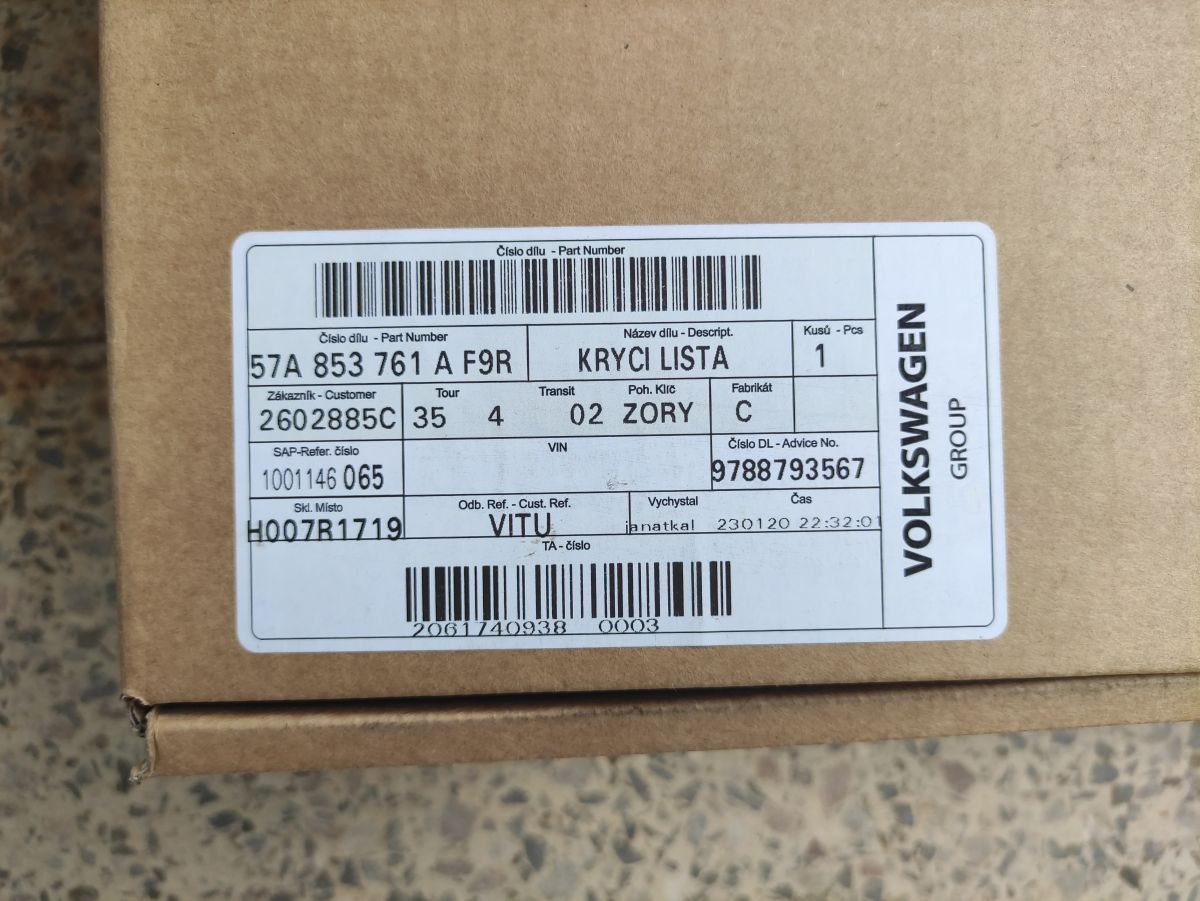 Číslo dílu - Part Number
Číslo dílu - Part Number
57A 853 761 A F9R
Název dílu - Descript.
KRYCI LISTA
Kusů - Pcs
1
Zákazník - Customer
2602885C
Tour Transit Poh. Klíč
35 4 02 ZORY
Fabrikát
C
SAP-Refer. číslo
1001146 065
VIN
Číslo DL - Advice No.
9788793567
Skl. Místo
H007R1719
Odb. Ref. - Cust. Ref.
VITU
Vychystal Čas
janatkal 230120 22:32:01
TA - číslo
2061740938 0003
VOLKSWAGEN
GROUP